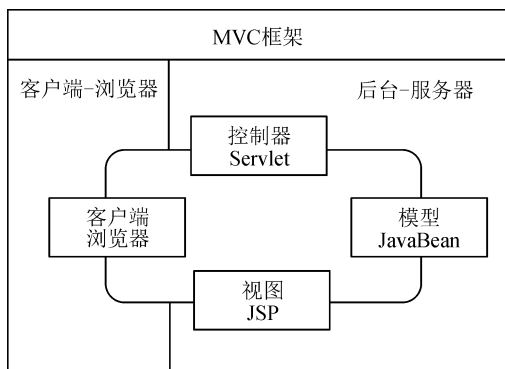 MVC框架
客户端-浏览器
后台-服务器
控制器
Servlet
客户端
浏览器
模型
JavaBean
视图
JSP